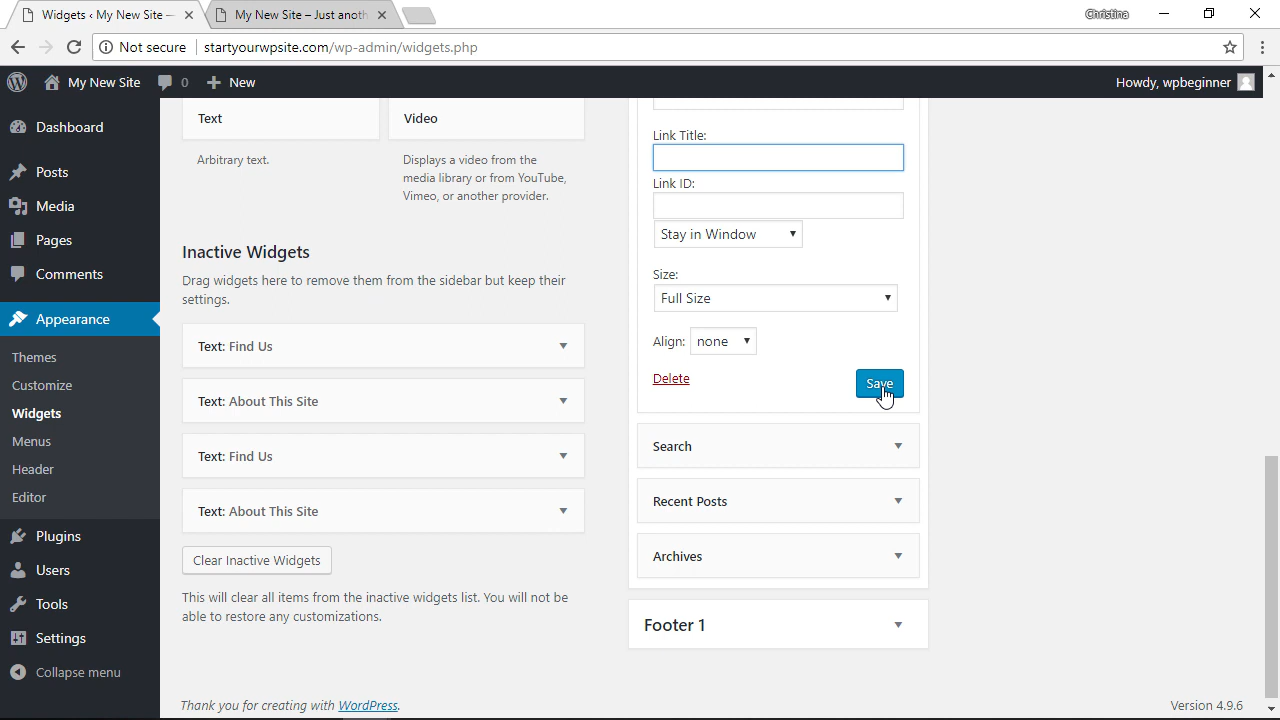 Widgets ‹ My New Site —
My New Site – Just anoth
Christina
Not secure
startyourwpsite.com/wp-admin/widgets.php
My New Site
0
New
Howdy, wpbeginner
Dashboard
Posts
Media
Pages
Comments
Appearance
Themes
Customize
Widgets
Menus
Header
Editor
Plugins
Users
Tools
Settings
Collapse menu
Text
Video
Arbitrary text.
Displays a video from the
media library or from YouTube,
Vimeo, or another provider.
Inactive Widgets
Drag widgets here to remove them from the sidebar but keep their
settings.
Text: Find Us
Text: About This Site
Text: Find Us
Text: About This Site
Clear Inactive Widgets
This will clear all items from the inactive widgets list. You will not be
able to restore any customizations.
Link Title:
Link ID:
Stay in Window
Size:
Full Size
Align: none
Delete
Save
Search
Recent Posts
Archives
Footer 1
Thank you for creating with WordPress.
Version 4.9.6